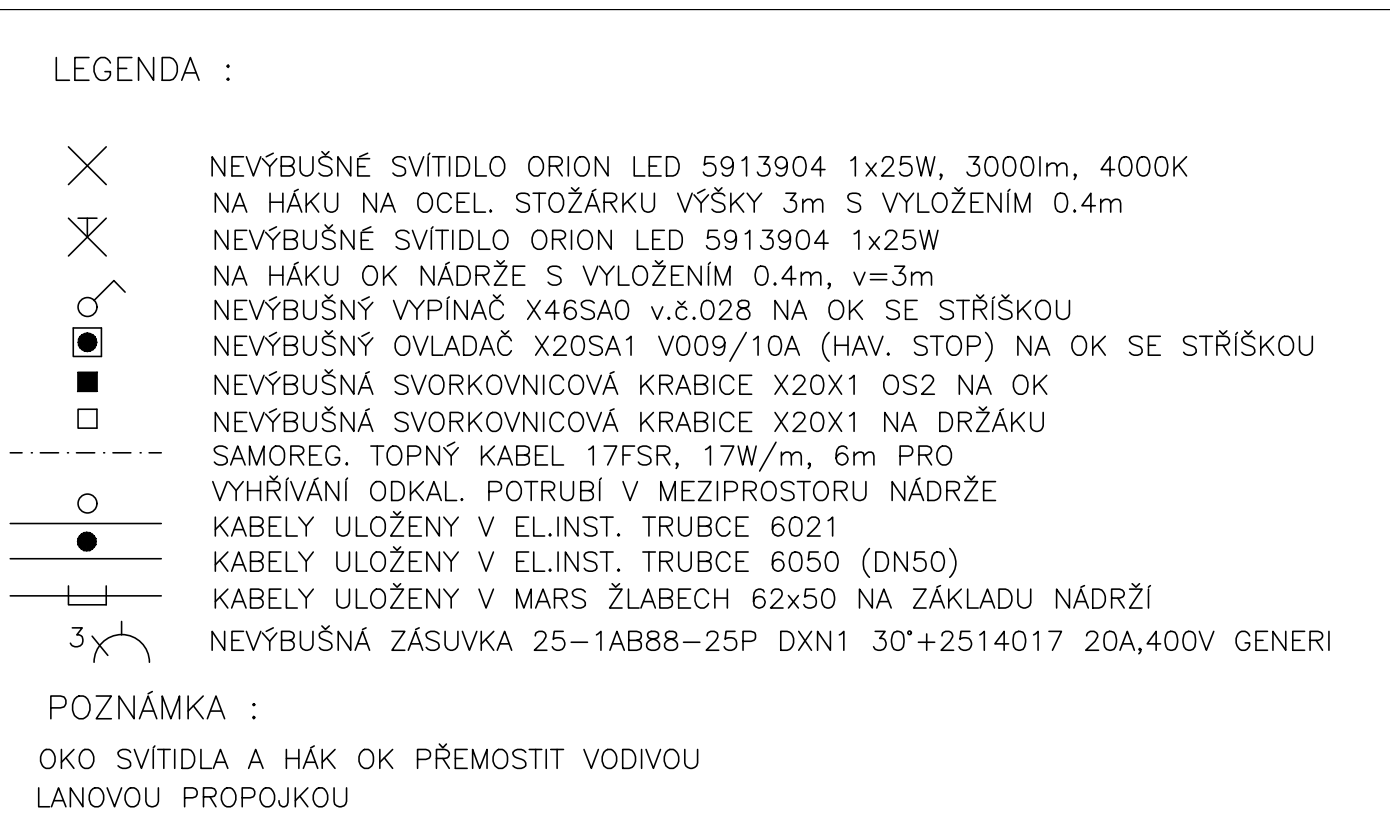 LEGENDA :
NEVÝBUŠNÉ SVÍTIDLO ORION LED 5913904 1x25W, 3000lm, 4000K
NA HÁKU NA OCEL. STOŽÁRKU VÝŠKY 3m S VYLOŽENÍM 0.4m
NEVÝBUŠNÉ SVÍTIDLO ORION LED 5913904 1x25W
NA HÁKU OK NÁDRŽE S VYLOŽENÍM 0.4m, v=3m
NEVÝBUŠNÝ VYPÍNAČ X46SA0 v.č.028 NA OK SE STŘÍŠKOU
NEVÝBUŠNÝ OVLADAČ X20SA1 V009/10A (HAV. STOP) NA OK SE STŘÍŠKOU
NEVÝBUŠNÁ SVORKOVNICOVÁ KRABICE X20X1 OS2 NA OK
NEVÝBUŠNÁ SVORKOVNICOVÁ KRABICE X20X1 NA DRŽÁKU
SAMOREG. TOPNÝ KABEL 17FSR, 17W/m, 6m PRO
VYHŘÍVÁNÍ ODKAL. POTRUBÍ V MEZIPROSTORU NÁDRŽE
KABELY ULOŽENY V EL.INST. TRUBCE 6021
KABELY ULOŽENY V EL.INST. TRUBCE 6050 (DN50)
KABELY ULOŽENY V MARS ŽLABECH 62x50 NA ZÁKLADU NÁDRŽÍ
3 NEVÝBUŠNÁ ZÁSUVKA 25-1AB88-25P DXN1 30°+2514017 20A,400V GENERI
POZNÁMKA :
OKO SVÍTIDLA A HÁK OK PŘEMOSTIT VODIVOU
LANOVOU PROPOJKOU